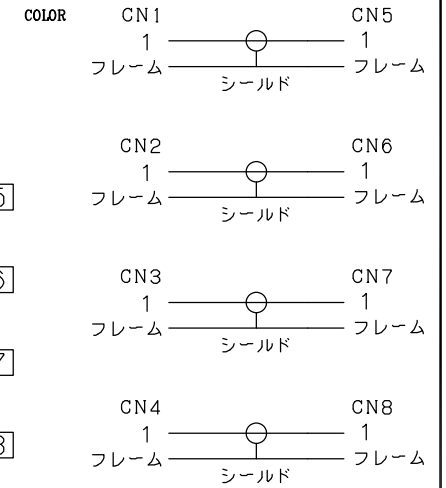 COLOR CN1 CN5
1 1
フレーム フレーム
シールド
CN2 CN6
1 1
フレーム フレーム
シールド
CN3 CN7
1 1
フレーム フレーム
シールド
CN4 CN8
1 1
フレーム フレーム
シールド